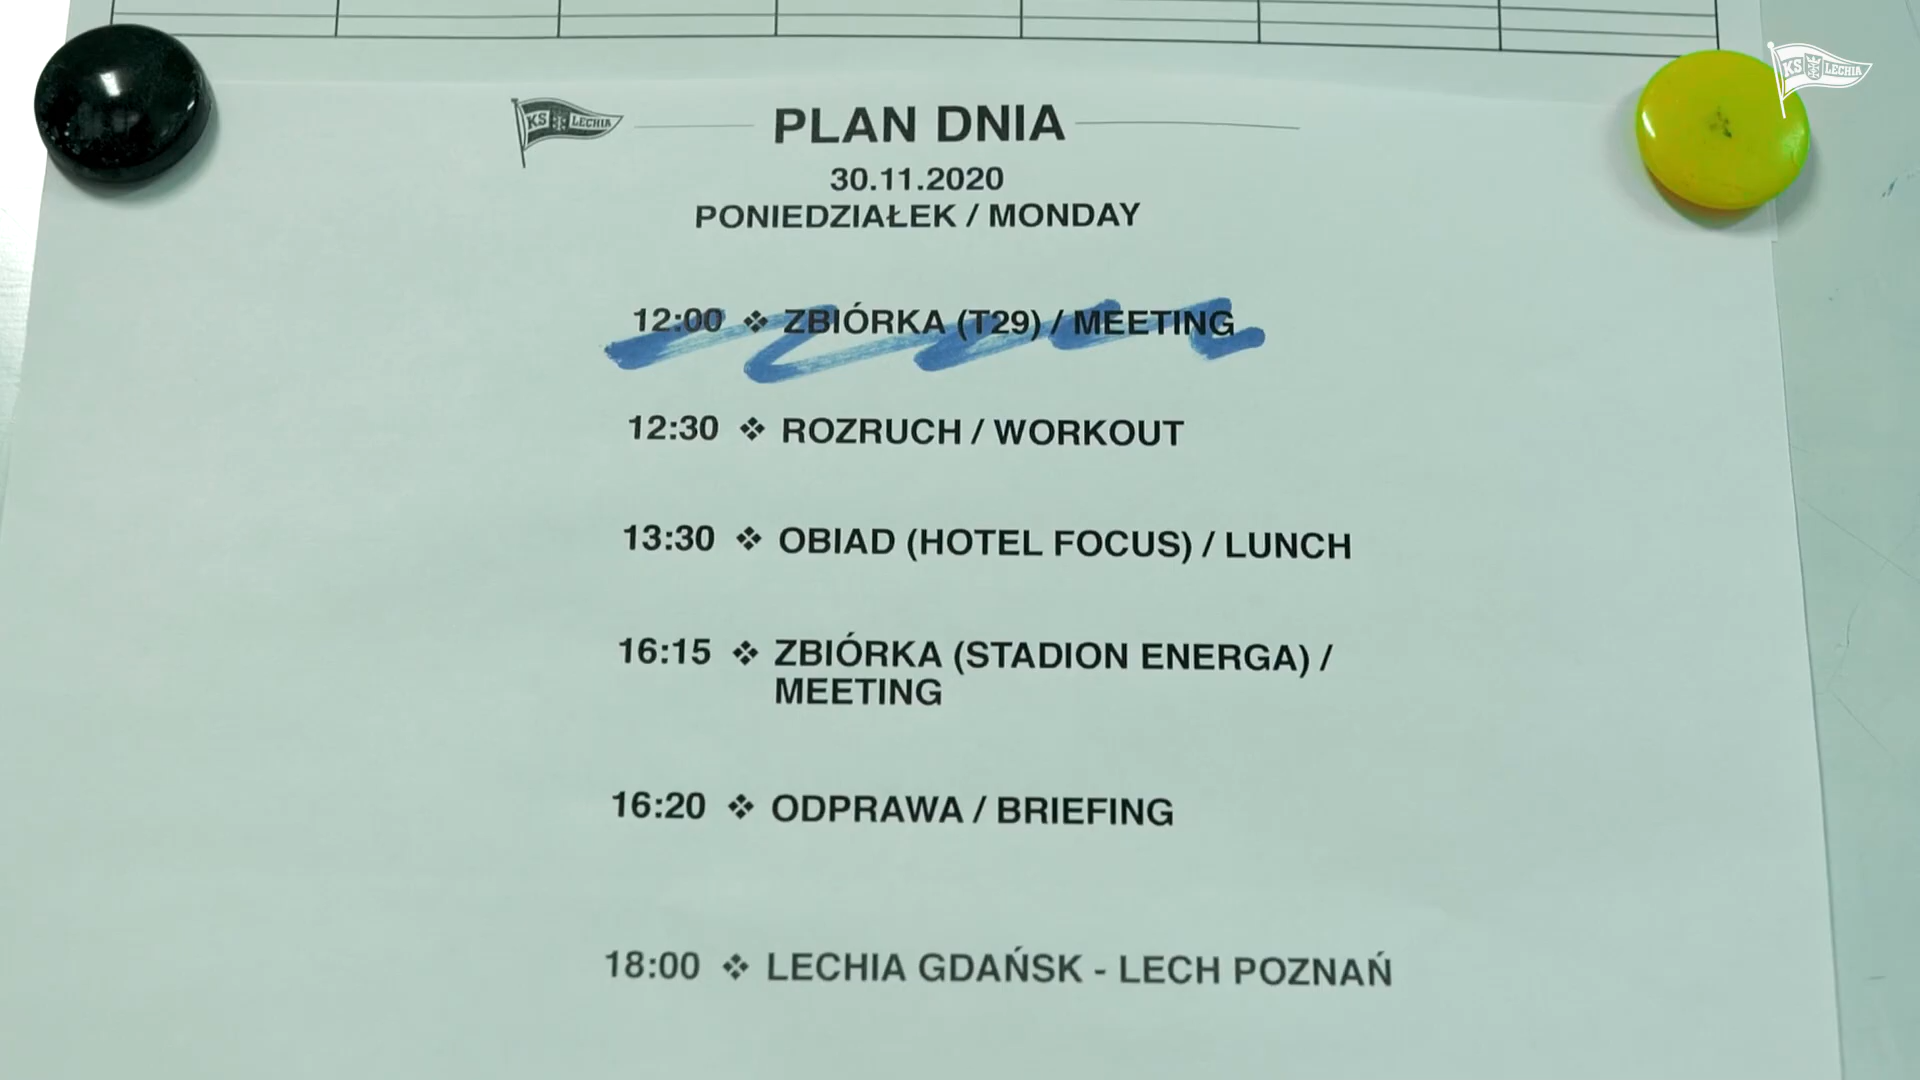 KS LECHIA
KS LECHIA
PLAN DNIA
30.11.2020
PONIEDZIAŁEK / MONDAY
12:00 ❖ ZBIÓRKA (T29) / MEETING
12:30 ❖ ROZRUCH / WORKOUT
13:30 ❖ OBIAD (HOTEL FOCUS) / LUNCH
16:15 ❖ ZBIÓRKA (STADION ENERGA) /
MEETING
16:20 ❖ ODPRAWA / BRIEFING
18:00 ❖ LECHIA GDAŃSK - LECH POZNAŃ